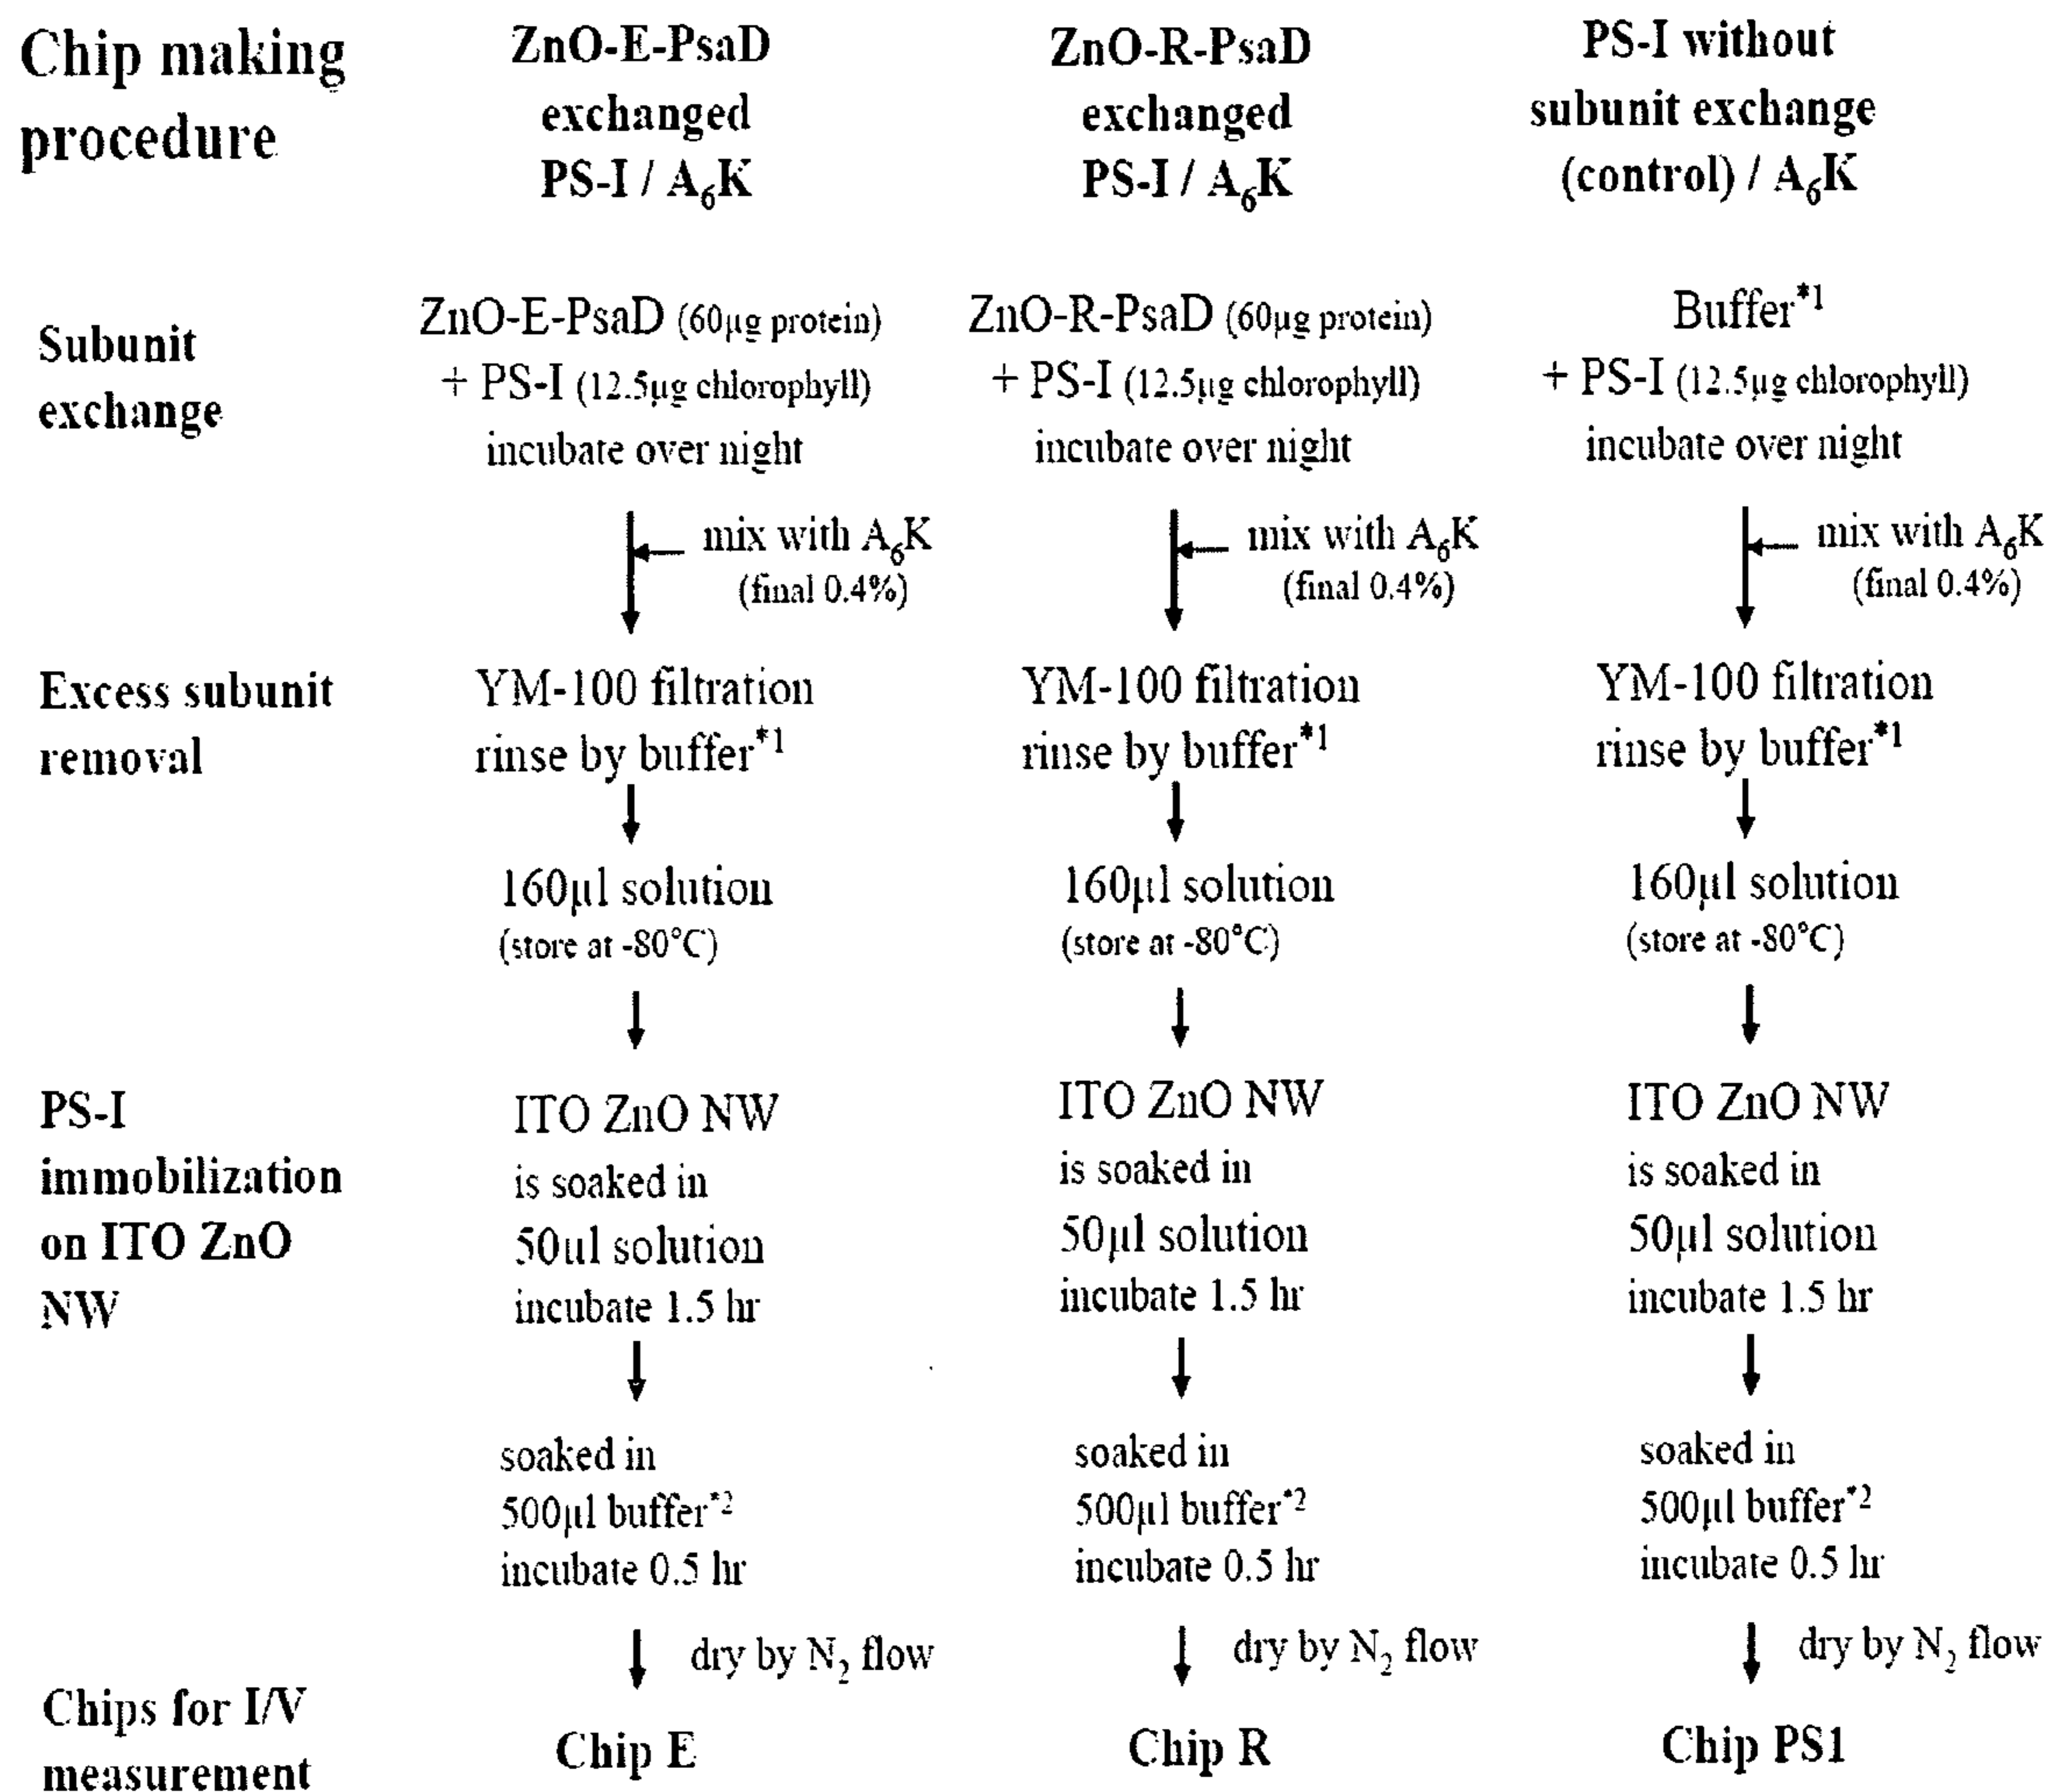 Chip making
procedure
ZnO-E-PsaD
exchanged
PS-I / A₆K
ZnO-R-PsaD
exchanged
PS-I / A₆K
PS-I without
subunit exchange
(control) / A₆K
Subunit
exchange
ZnO-E-PsaD (60µg protein)
+ PS-I (12.5µg chlorophyll)
incubate over night
ZnO-R-PsaD (60µg protein)
+ PS-I (12.5µg chlorophyll)
incubate over night
Buffer*1
+ PS-I (12.5µg chlorophyll)
incubate over night
mix with A₆K
(final 0.4%)
mix with A₆K
(final 0.4%)
mix with A₆K
(final 0.4%)
Excess subunit
removal
YM-100 filtration
rinse by buffer*1
YM-100 filtration
rinse by buffer*1
YM-100 filtration
rinse by buffer*1
160µl solution
(store at -80°C)
160µl solution
(store at -80°C)
160µl solution
(store at -80°C)
PS-I
immobilization
on ITO ZnO
NW
ITO ZnO NW
is soaked in
50ul solution
incubate 1.5 hr
ITO ZnO NW
is soaked in
50µl solution
incubate 1.5 hr
ITO ZnO NW
is soaked in
50µl solution
incubate 1.5 hr
soaked in
500µl buffer*2
incubate 0.5 hr
soaked in
500µl buffer*2
incubate 0.5 hr
soaked in
500µl buffer*2
incubate 0.5 hr
dry by N₂ flow
dry by N₂ flow
dry by N₂ flow
Chips for I/V
measurement
Chip E
Chip R
Chip PS1